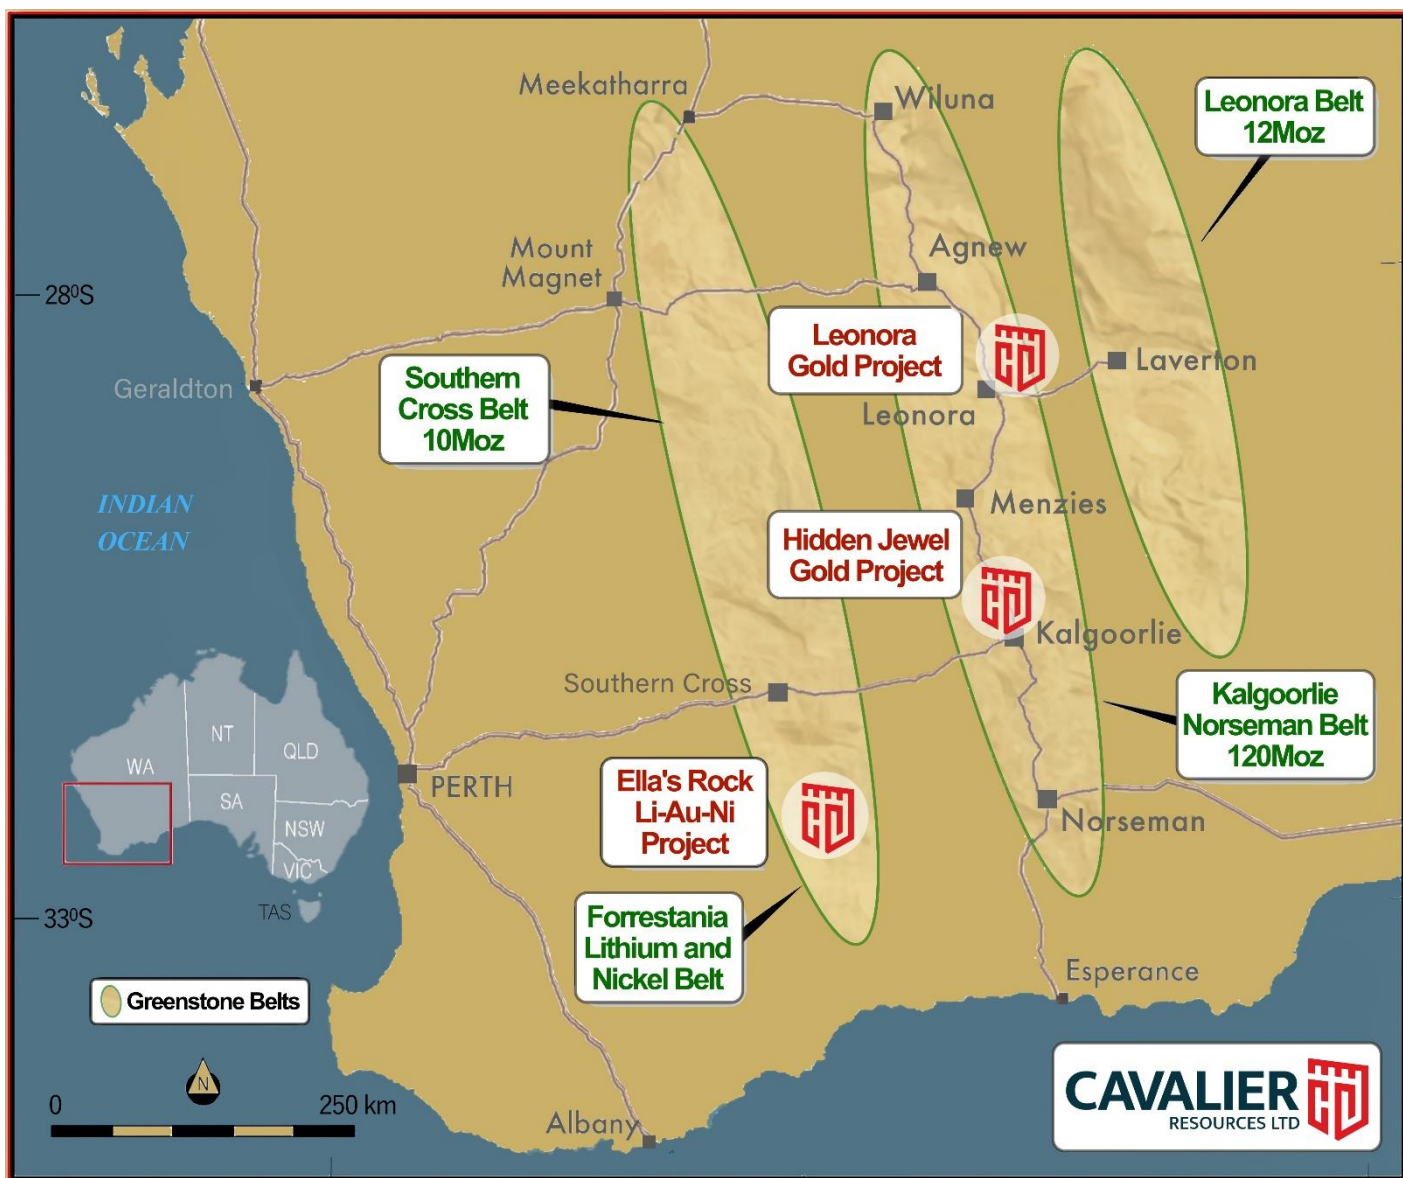 Meekatharra
Wiluna
Leonora Belt
12Moz
Mount
Magnet
Agnew
28⁰S
Leonora
Gold Project
Laverton
Geraldton
Southern
Cross Belt
10Moz
Leonora
INDIAN
OCEAN
Menzies
Hidden Jewel
Gold Project
Kalgoorlie
Southern Cross
Kalgoorlie
Norseman Belt
120Moz
NT
QLD
WA
SA
NSW
VIC
TAS
PERTH
Ella's Rock
Li-Au-Ni
Project
Norseman
33⁰S
Forrestania
Lithium and
Nickel Belt
Esperance
Greenstone Belts
N
0 250 km
Albany
CAVALIER
RESOURCES LTD